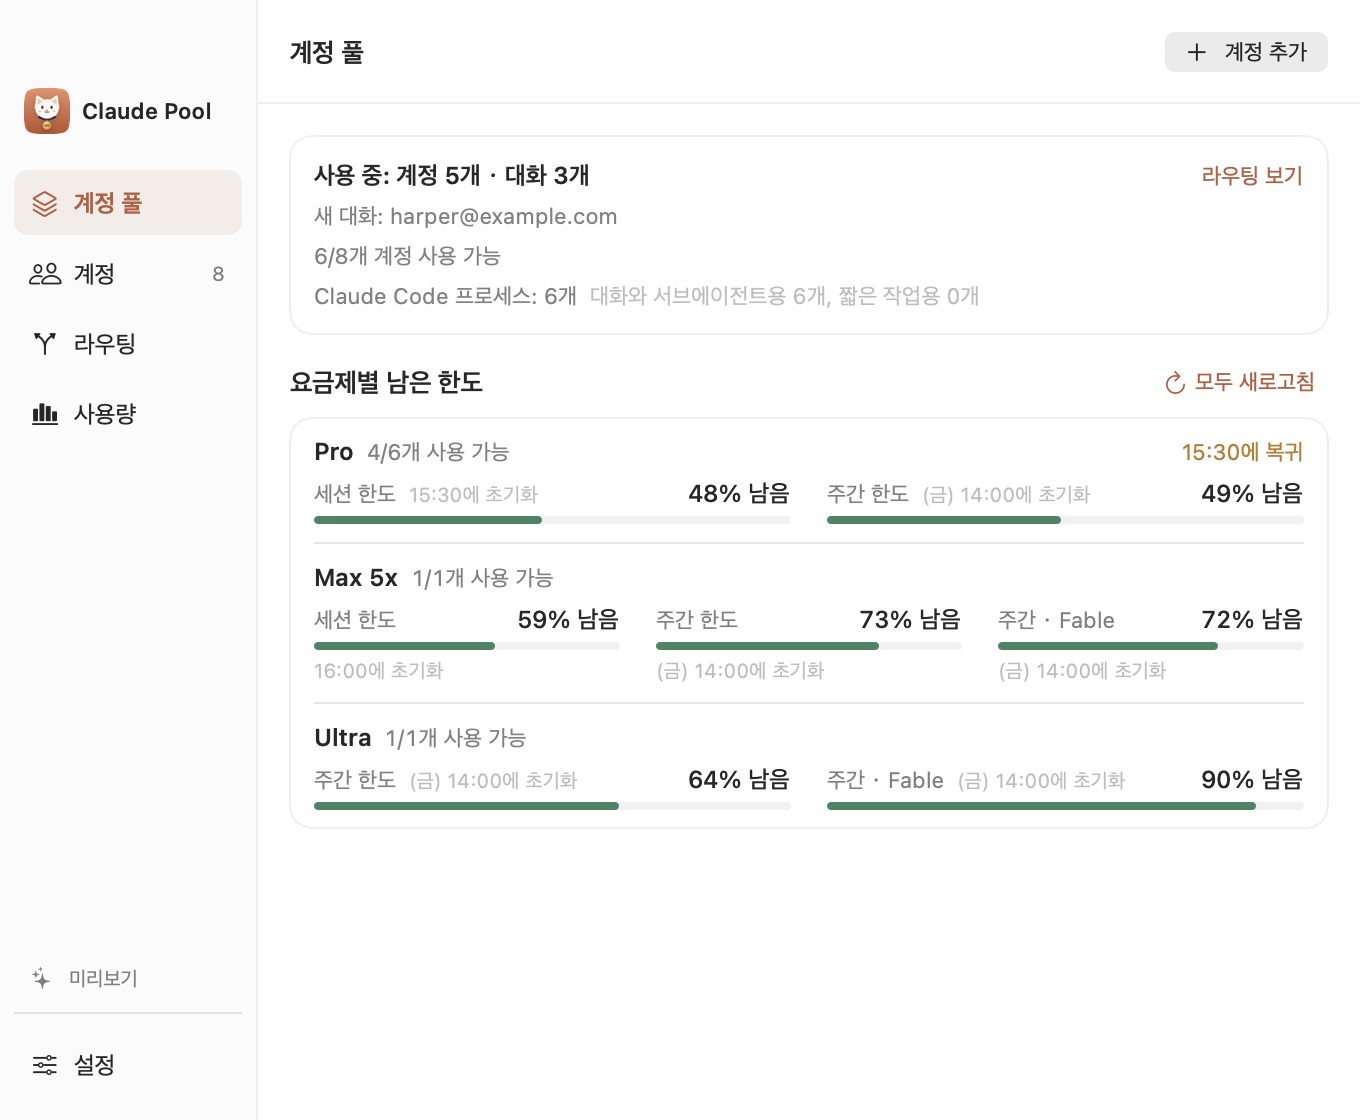 Claude Pool
계정 풀
계정 8
라우팅
사용량
미리보기
설정
계정 풀
계정 추가
사용 중: 계정 5개 · 대화 3개
라우팅 보기
새 대화: harper@example.com
6/8개 계정 사용 가능
Claude Code 프로세스: 6개 대화와 서브에이전트용 6개, 짧은 작업용 0개
요금제별 남은 한도
모두 새로고침
Pro 4/6개 사용 가능
15:30에 복귀
세션 한도 15:30에 초기화 48% 남음
주간 한도 (금) 14:00에 초기화 49% 남음
Max 5x 1/1개 사용 가능
세션 한도 59% 남음
16:00에 초기화
주간 한도 73% 남음
(금) 14:00에 초기화
주간 · Fable 72% 남음
(금) 14:00에 초기화
Ultra 1/1개 사용 가능
주간 한도 (금) 14:00에 초기화 64% 남음
주간 · Fable (금) 14:00에 초기화 90% 남음